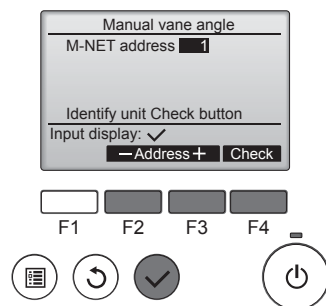 Manual vane angle
M-NET address 1
Identify unit Check button
Input display: ✓
−Address+ Check
F1 F2 F3 F4